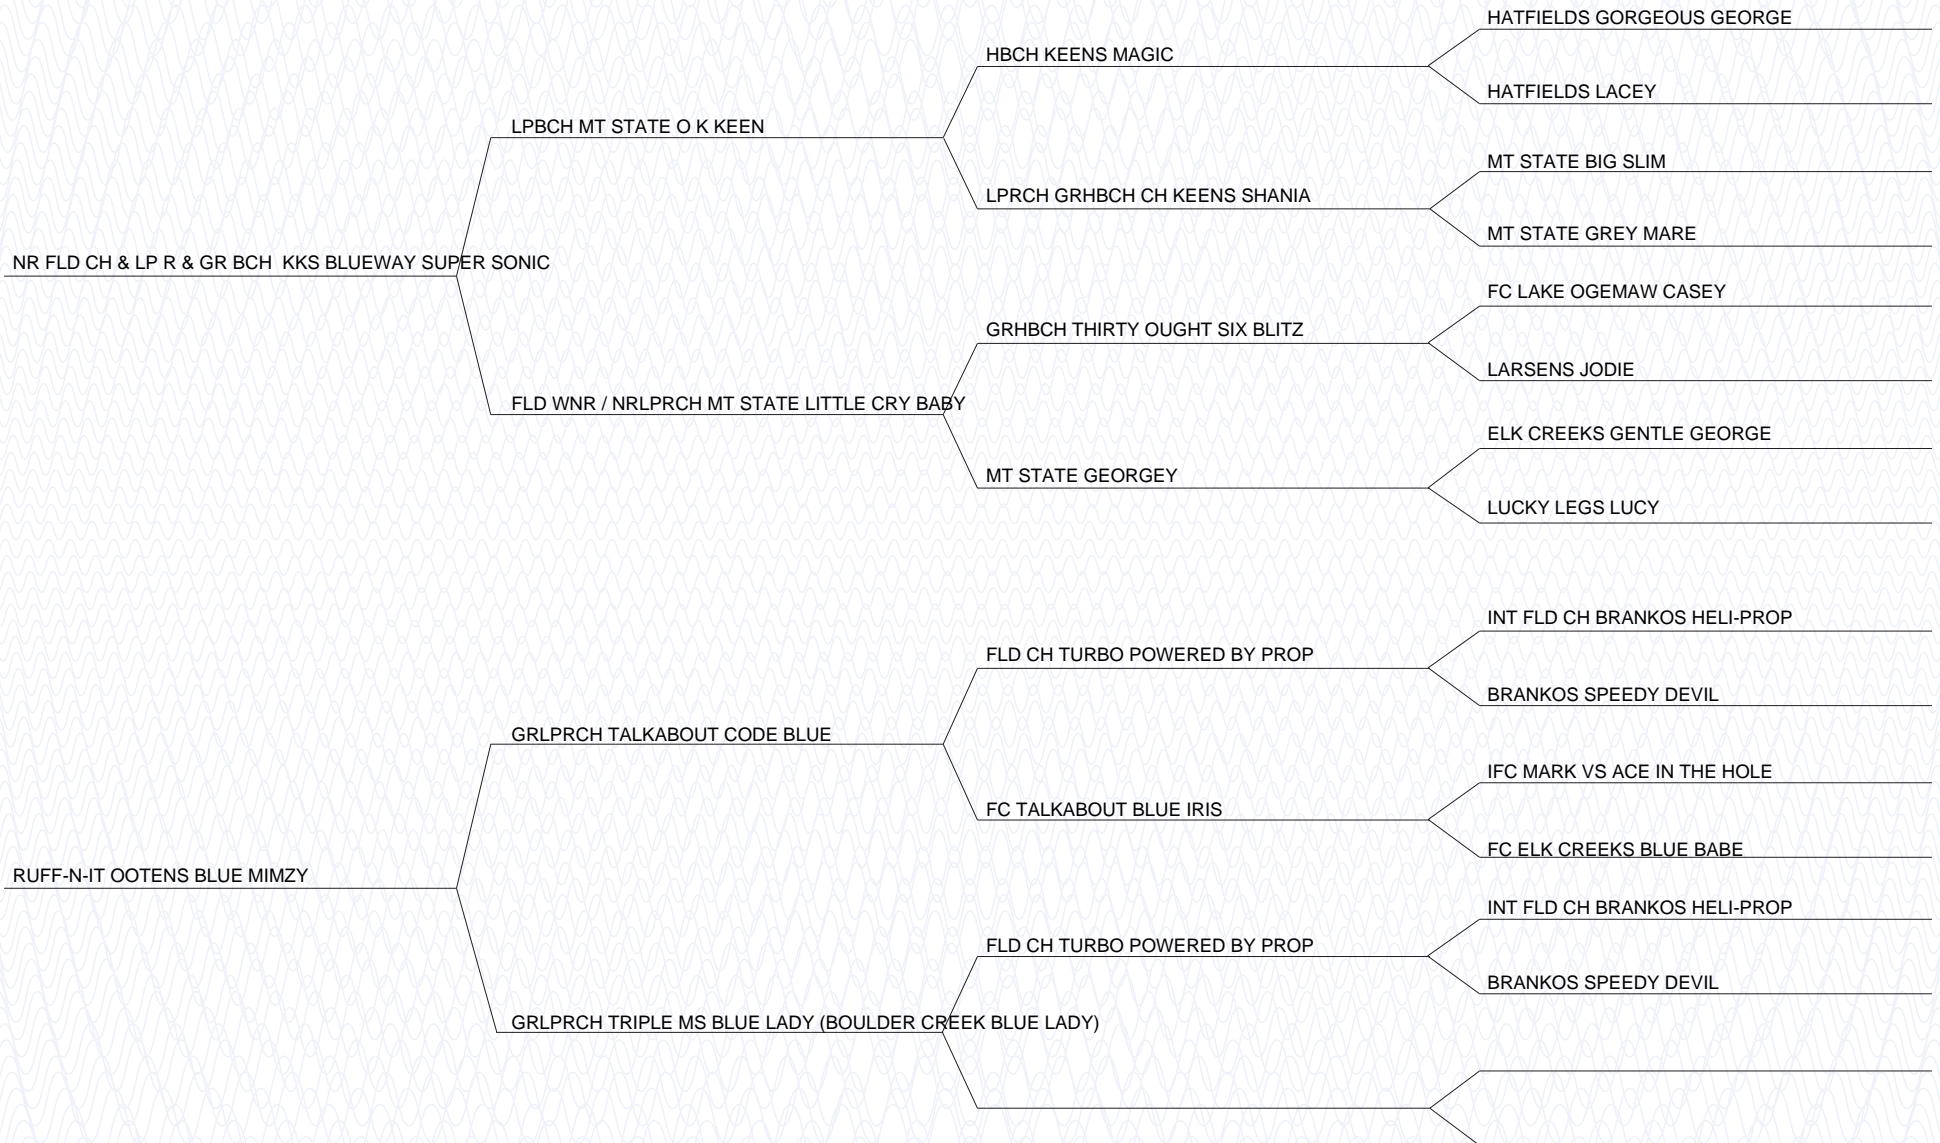 HATFIELDS GORGEOUS GEORGE
HBCH KEENS MAGIC
HATFIELDS LACEY
LPBCH MT STATE O K KEEN
MT STATE BIG SLIM
LPRCH GRHBCH CH KEENS SHANIA
MT STATE GREY MARE
NR FLD CH & LP R & GR BCH  KKS BLUEWAY SUPER SONIC
FC LAKE OGEMAW CASEY
GRHBCH THIRTY OUGHT SIX BLITZ
LARSENS JODIE
FLD WNR / NRLPRCH MT STATE LITTLE CRY BABY
ELK CREEKS GENTLE GEORGE
MT STATE GEORGEY
LUCKY LEGS LUCY
INT FLD CH BRANKOS HELI-PROP
FLD CH TURBO POWERED BY PROP
BRANKOS SPEEDY DEVIL
GRLPRCH TALKABOUT CODE BLUE
IFC MARK VS ACE IN THE HOLE
FC TALKABOUT BLUE IRIS
FC ELK CREEKS BLUE BABE
RUFF-N-IT OOTENS BLUE MIMZY
INT FLD CH BRANKOS HELI-PROP
FLD CH TURBO POWERED BY PROP
BRANKOS SPEEDY DEVIL
GRLPRCH TRIPLE MS BLUE LADY (BOULDER CREEK BLUE LADY)